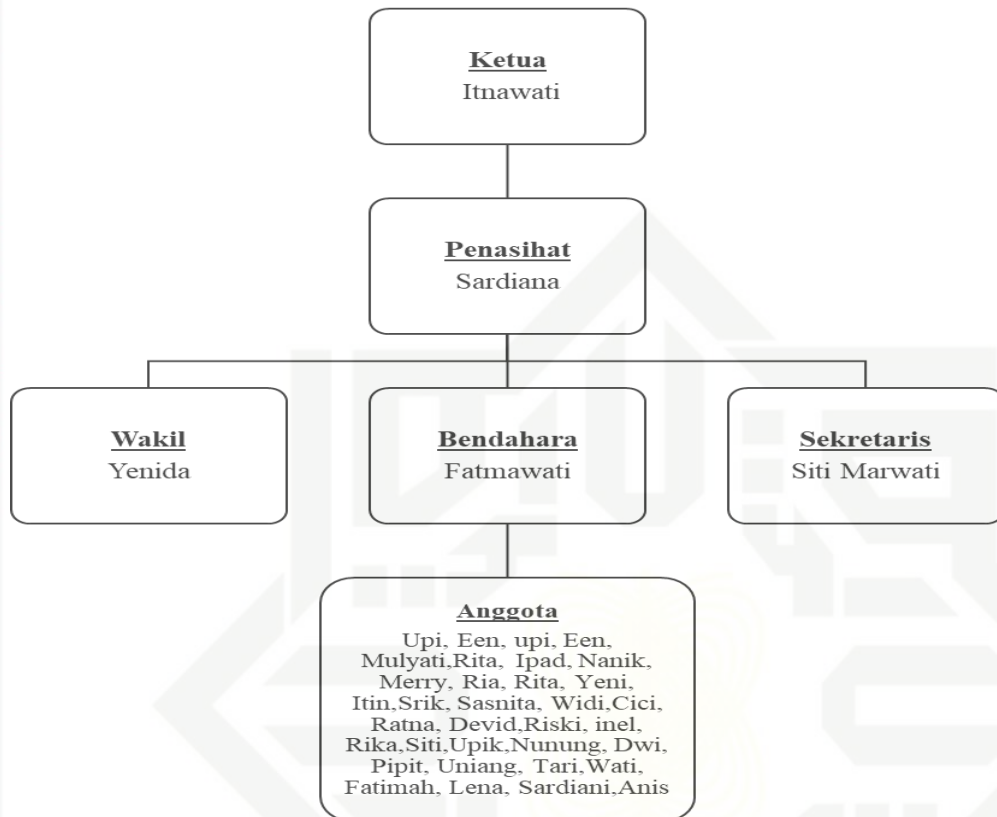 Ketua
Itnawati
Penasihat
Sardiana
Wakil
Yenida
Bendahara
Fatmawati
Sekretaris
Siti Marwati
Anggota
Upi, Een, upi, Een,
Mulyati,Rita, Ipad, Nanik,
Merry, Ria, Rita, Yeni,
Itin,Srik, Sasnita, Widi,Cici,
Ratna, Devid,Riski, inel,
Rika,Siti,Upik,Nunung, Dwi,
Pipit, Uniang, Tari,Wati,
Fatimah, Lena, Sardiani,Anis